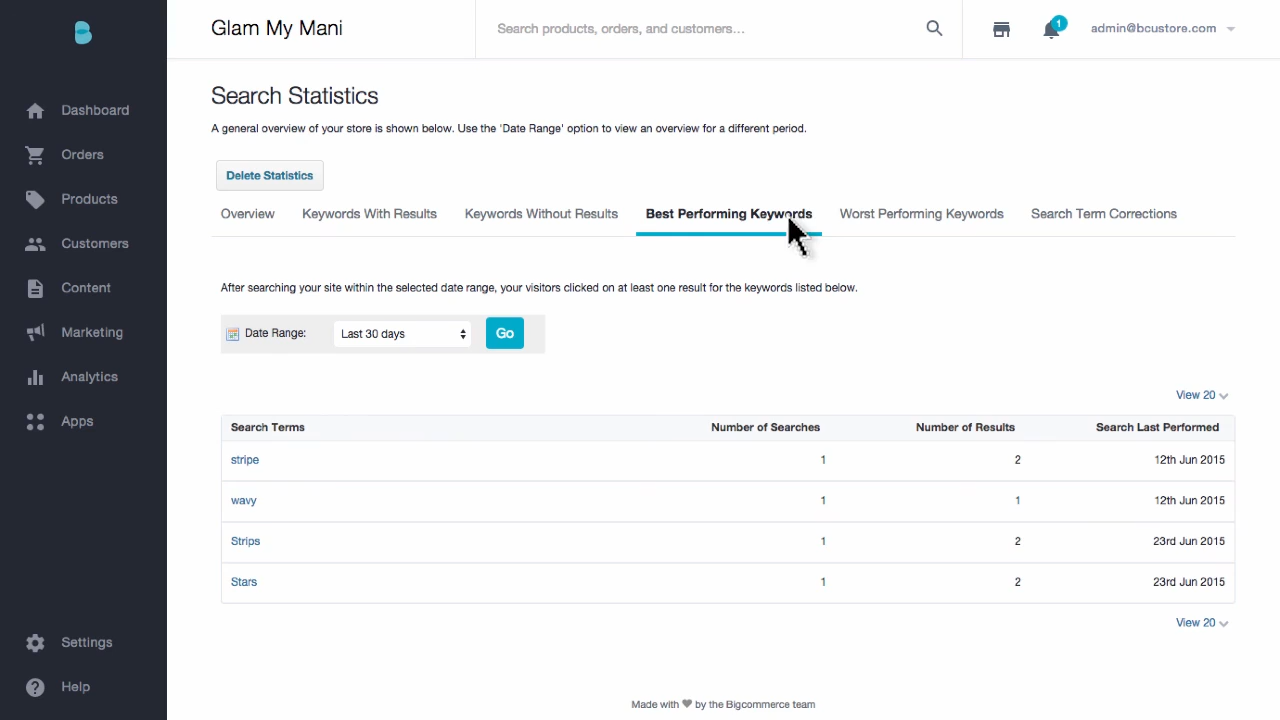 Glam My Mani
Search products, orders, and customers...
1
admin@bcustore.com
Dashboard
Orders
Products
Customers
Content
Marketing
Analytics
Apps
Settings
Help
Search Statistics
A general overview of your store is shown below. Use the 'Date Range' option to view an overview for a different period.
Delete Statistics
Overview Keywords With Results Keywords Without Results Best Performing Keywords Worst Performing Keywords Search Term Corrections
After searching your site within the selected date range, your visitors clicked on at least one result for the keywords listed below.
Date Range: Last 30 days Go
View 20
Search Terms Number of Searches Number of Results Search Last Performed
stripe 1 2 12th Jun 2015
wavy 1 1 12th Jun 2015
Strips 1 2 23rd Jun 2015
Stars 1 2 23rd Jun 2015
View 20
Made with ♥ by the Bigcommerce team